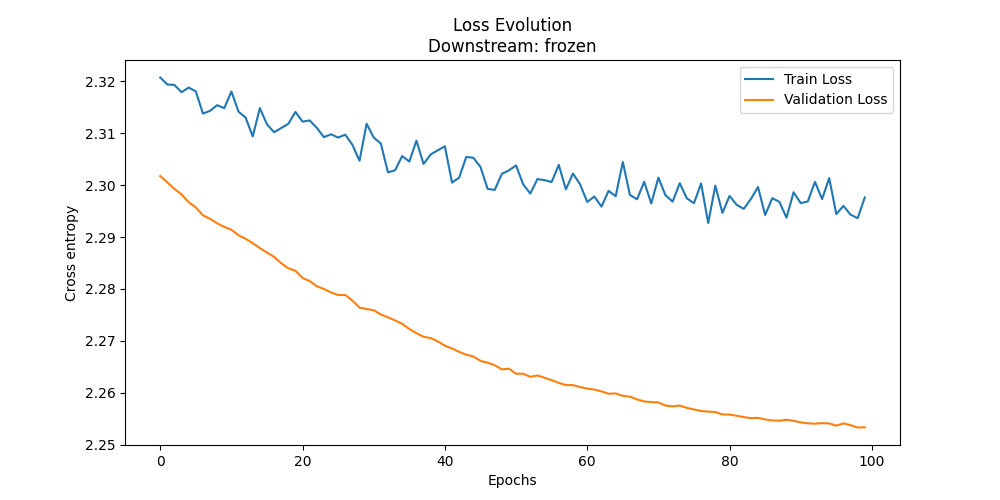 Loss Evolution
Downstream: frozen
Train Loss
Validation Loss
Cross entropy
2.32
2.31
2.30
2.29
2.28
2.27
2.26
2.25
0 20 40 60 80 100
Epochs